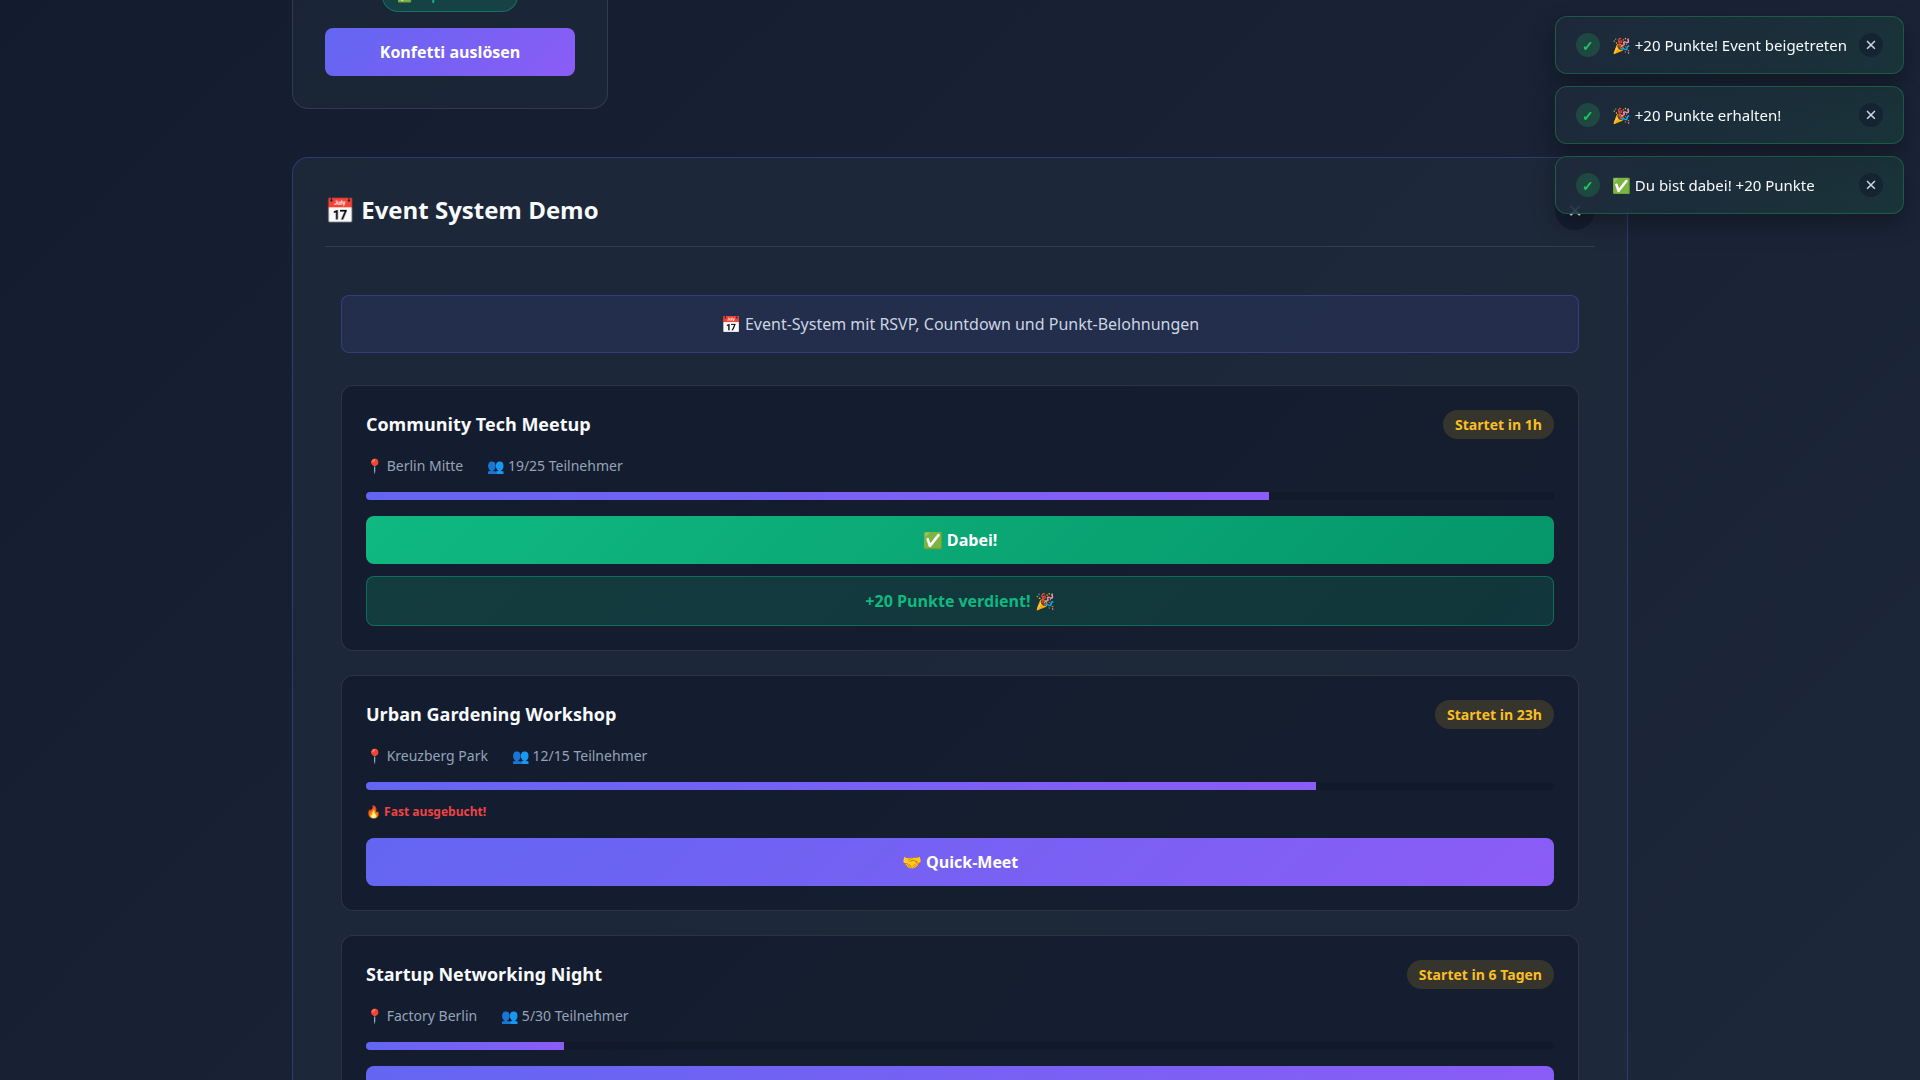 Konfetti auslösen
🎉 +20 Punkte! Event beigetreten
🎉 +20 Punkte erhalten!
✅ Du bist dabei! +20 Punkte
📅 Event System Demo
📅 Event-System mit RSVP, Countdown und Punkt-Belohnungen
Community Tech Meetup
Startet in 1h
📍 Berlin Mitte 👥 19/25 Teilnehmer
✅ Dabei!
+20 Punkte verdient! 🎉
Urban Gardening Workshop
Startet in 23h
📍 Kreuzberg Park 👥 12/15 Teilnehmer
🔥 Fast ausgebucht!
🤝 Quick-Meet
Startup Networking Night
Startet in 6 Tagen
📍 Factory Berlin 👥 5/30 Teilnehmer